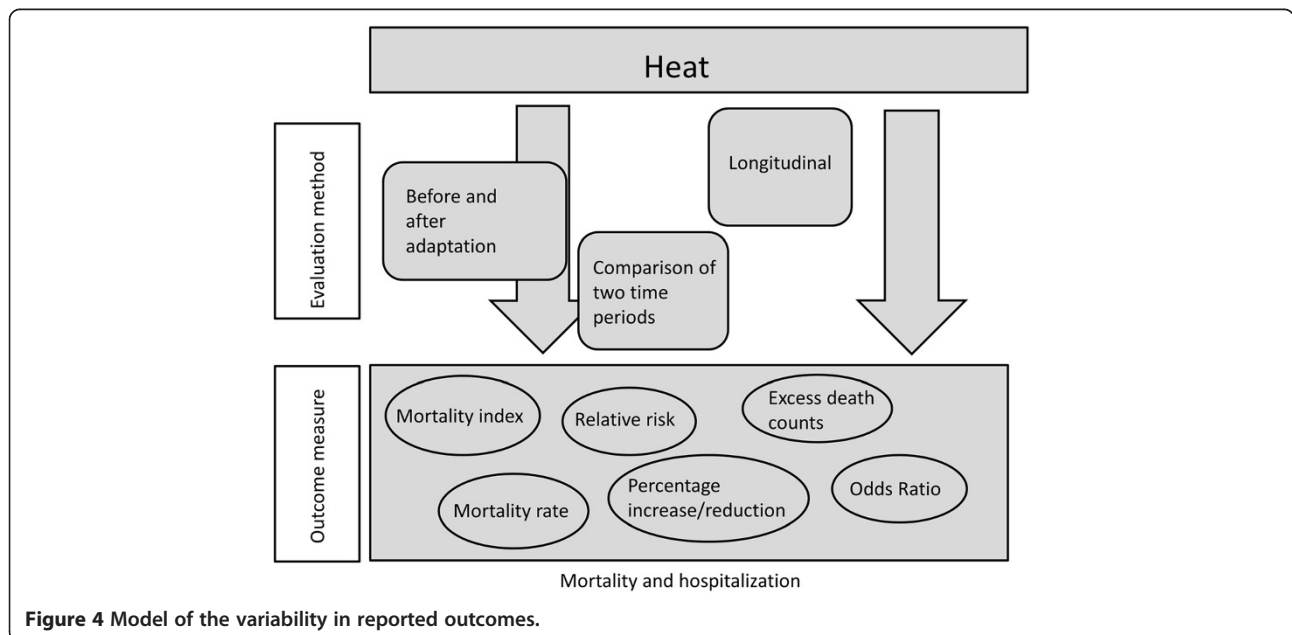 Heat
Evaluation method
Before and
after
adaptation
Comparison of
two time
periods
Longitudinal
Outcome measure
Mortality index
Relative risk
Excess death
counts
Mortality rate
Percentage
increase/reduction
Odds Ratio
Mortality and hospitalization
Figure 4 Model of the variability in reported outcomes.